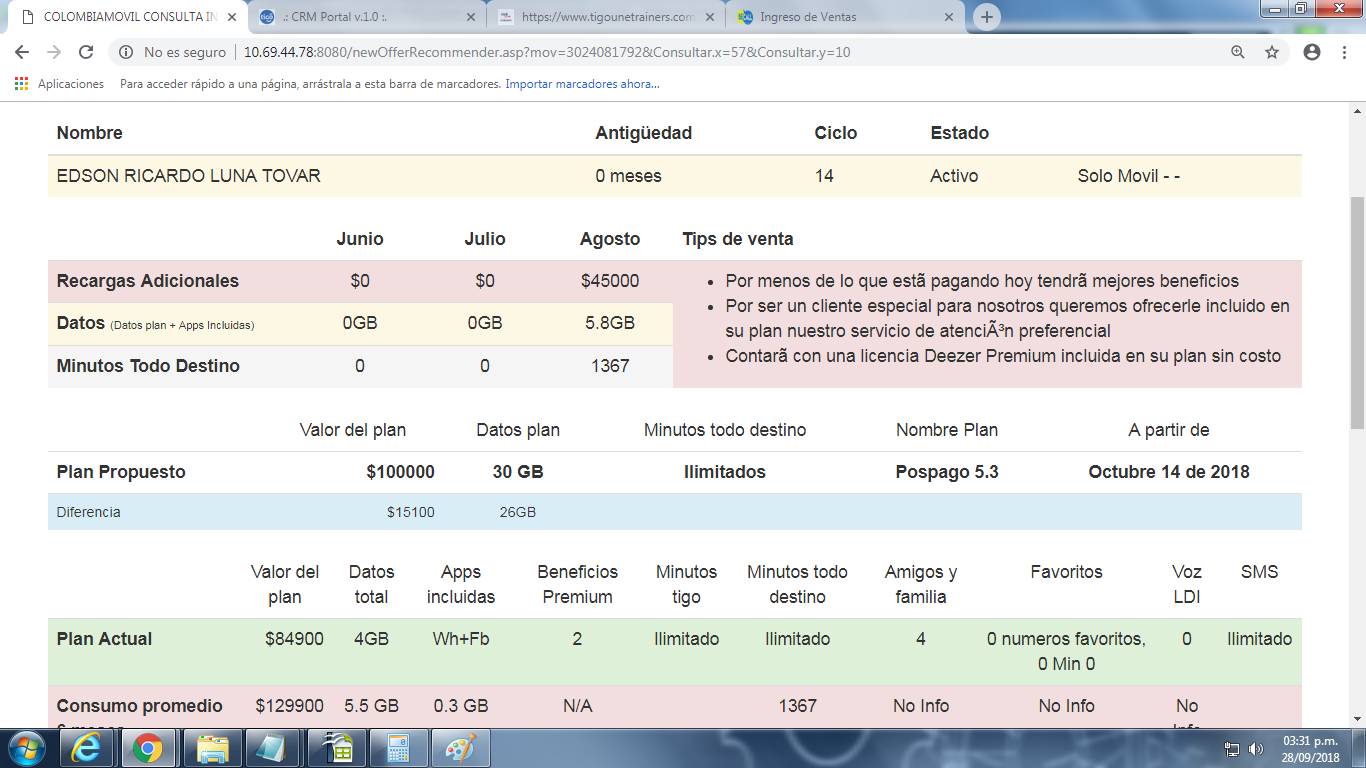 COLOMBIAMOVIL CONSULTA IN
.: CRM Portal v.1.0 :.
https://www.tigounetrainers.com
Ingreso de Ventas
No es seguro
10.69.44.78:8080/newOfferRecommender.asp?mov=3024081792&Consultar.x=57&Consultar.y=10
Aplicaciones Para acceder rápido a una página, arrástrala a esta barra de marcadores. Importar marcadores ahora...
Nombre Antigüedad Ciclo Estado
EDSON RICARDO LUNA TOVAR 0 meses 14 Activo Solo Movil - -
Junio Julio Agosto Tips de venta
Recargas Adicionales $0 $0 $45000
Datos (Datos plan + Apps Incluidas) 0GB 0GB 5.8GB
Minutos Todo Destino 0 0 1367
• Por menos de lo que estã pagando hoy tendrã mejores beneficios
• Por ser un cliente especial para nosotros queremos ofrecerle incluido en
su plan nuestro servicio de atenciÃ³n preferencial
• Contarã con una licencia Deezer Premium incluida en su plan sin costo
Valor del plan Datos plan Minutos todo destino Nombre Plan A partir de
Plan Propuesto $100000 30 GB Ilimitados Pospago 5.3 Octubre 14 de 2018
Diferencia $15100 26GB
Valor del Datos Apps Beneficios Minutos Minutos todo Amigos y Favoritos Voz SMS
plan total incluidas Premium tigo destino familia LDI
Plan Actual $84900 4GB Wh+Fb 2 Ilimitado Ilimitado 4 0 numeros favoritos, 0 Ilimitado
0 Min 0
Consumo promedio $129900 5.5 GB 0.3 GB N/A 1367 No Info No Info No
03:31 p.m.
28/09/2018